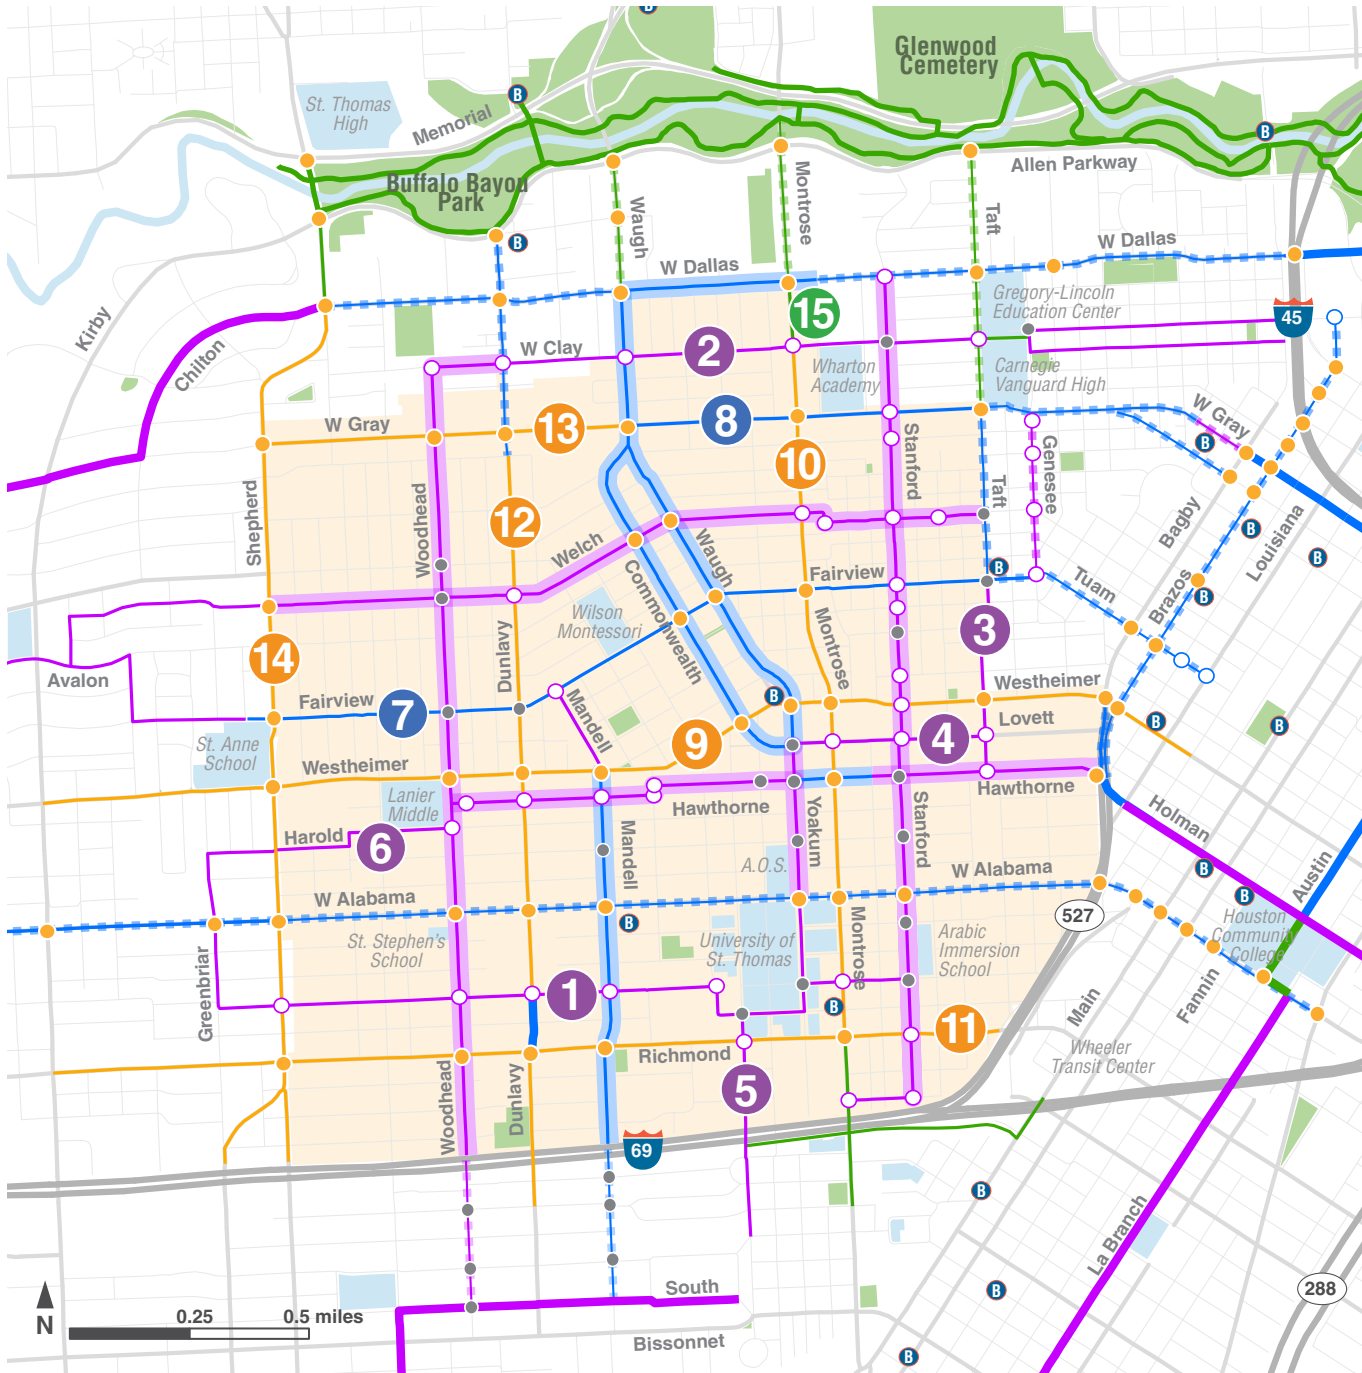 B
Glenwood
Cemetery
B
St. Thomas
High
Memorial
B
Allen Parkway
Buffalo Bayou
Park
Montrose
Waugh
Taft
B
W Dallas
W Dallas
Kirby
Gregory-Lincoln
Education Center
15
45
Chilton
W Clay
2
Wharton
Academy
Carnegie
Vanguard High
W Gray
W Gray
13
8
B
Stanford
Genesee
10
Shepherd
Woodhead
12
Taft
Bagby
Louisiana
B
Welch
Waugh
B
Commonwealth
Fairview
B
Tuam
Brazos
B
Wilson
Montessori
Montrose
3
14
Dunlavy
Avalon
Westheimer
Fairview
7
Mandell
B
Lovett
B
B
St. Anne
School
9
4
Westheimer
Lanier
Middle
Hawthorne
Hawthorne
Holman
Harold
6
Mandell
Yoakum
Stanford
A.O.S.
W Alabama
B
Austin
W Alabama
B
B
527
Houston
Community
College
St. Stephen's
School
University of
St. Thomas
Montrose
Arabic
Immersion
School
Greenbriar
1
B
Main
Fannin
11
Richmond
Wheeler
Transit Center
Woodhead
Dunlavy
5
69
B
La Branch
N
0.25
0.5 miles
South
B
288
Bissonnet
B